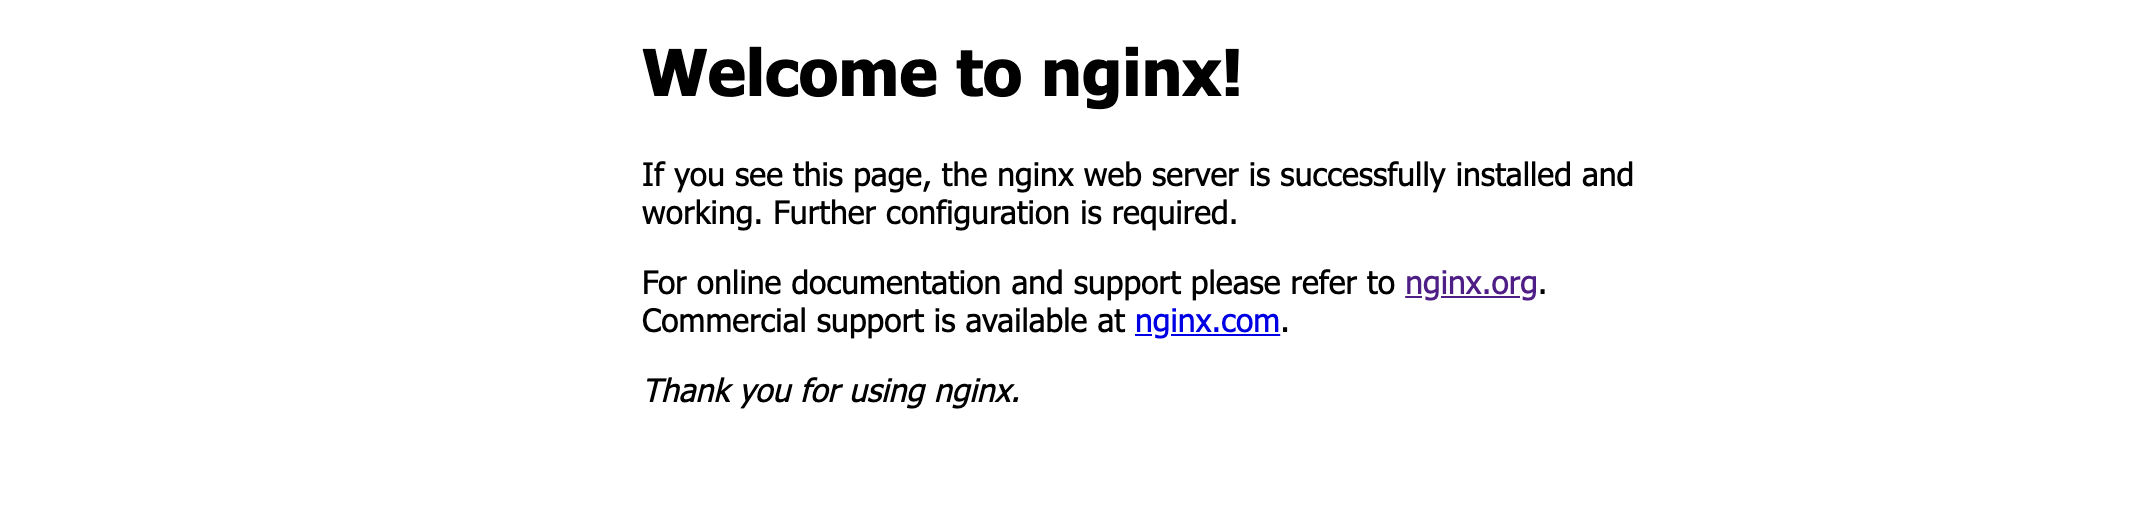 Welcome to nginx!
If you see this page, the nginx web server is successfully installed and
working. Further configuration is required.
For online documentation and support please refer to nginx.org.
Commercial support is available at nginx.com.
Thank you for using nginx.